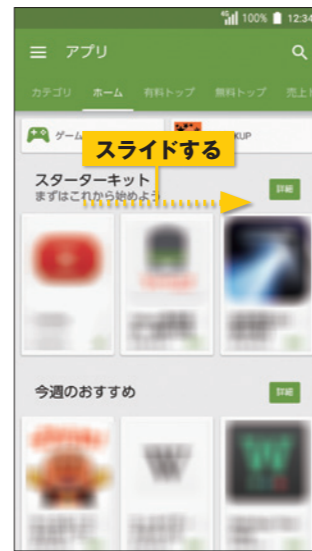 4G 100% 12:34
アプリ
カテゴリ ホーム 有料トップ 無料トップ 売上
ゲーム
スライドする
スターターキット
まずはこれから始めよう
詳細
今週のおすすめ
詳細